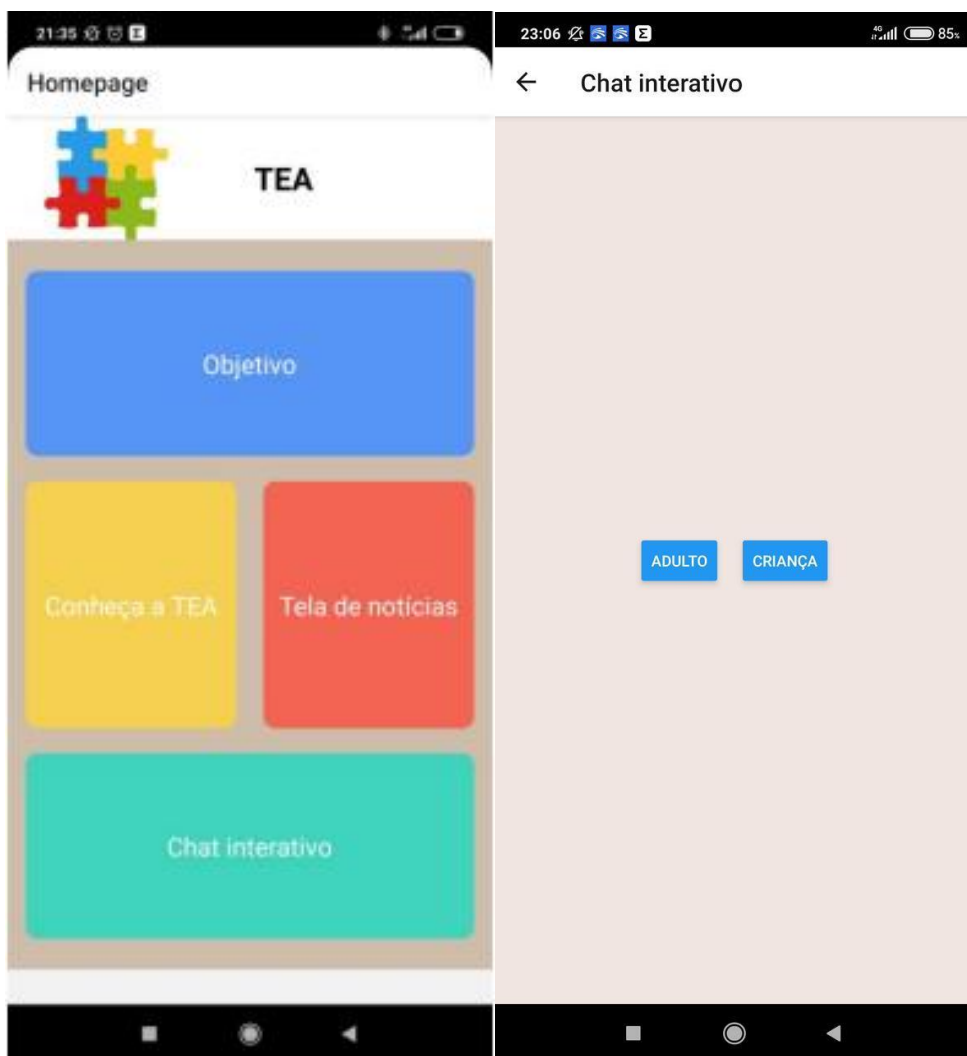 21:35
Homepage
TEA
Objetivo
Conheça a TEA
Tela de notícias
Chat interativo
23:06
4G
85%
Chat interativo
ADULTO
CRIANÇA